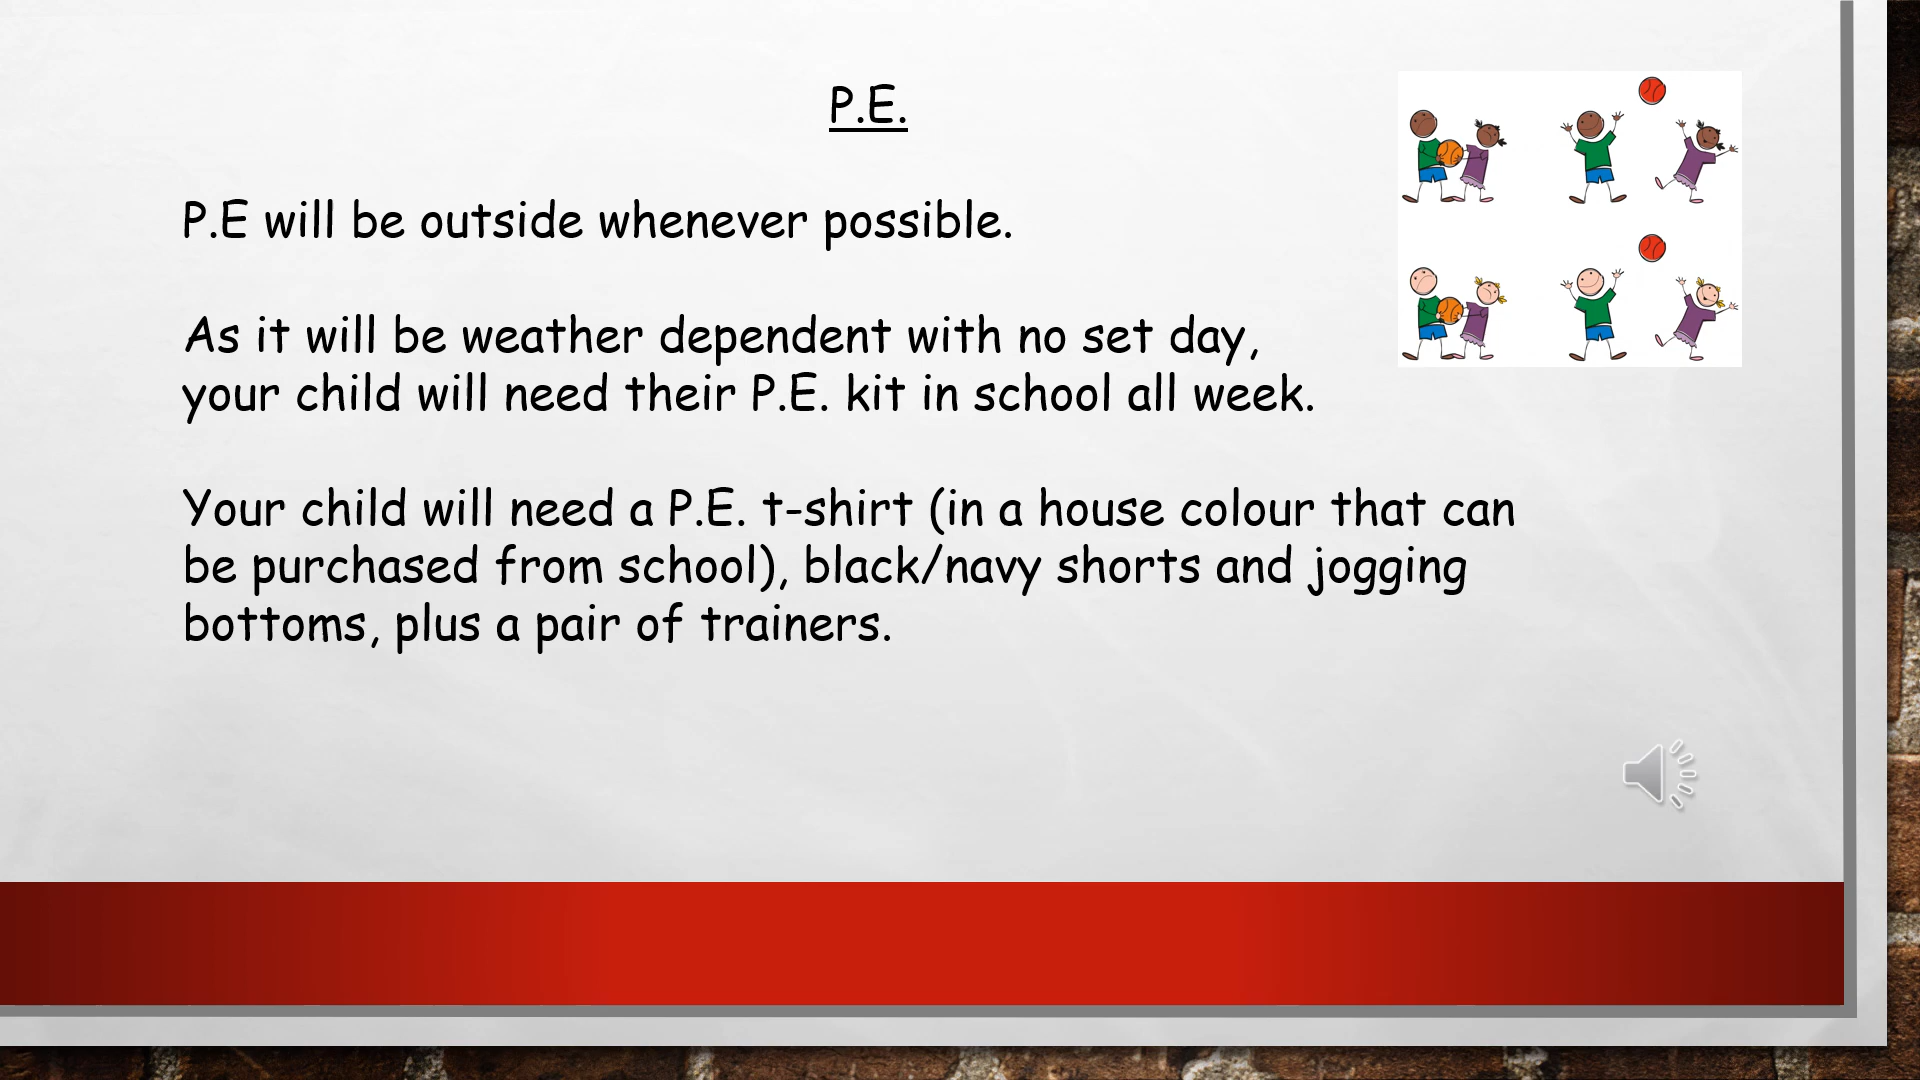 P.E.
P.E will be outside whenever possible.
As it will be weather dependent with no set day,
your child will need their P.E. kit in school all week.
Your child will need a P.E. t-shirt (in a house colour that can
be purchased from school), black/navy shorts and jogging
bottoms, plus a pair of trainers.